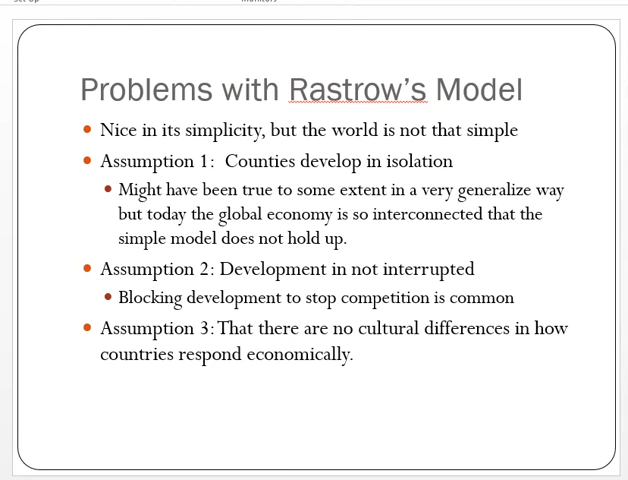 Problems with Rastrow's Model
Nice in its simplicity, but the world is not that simple
Assumption 1:  Counties develop in isolation
Might have been true to some extent in a very generalize way
but today the global economy is so interconnected that the
simple model does not hold up.
Assumption 2: Development in not interrupted
Blocking development to stop competition is common
Assumption 3: That there are no cultural differences in how
countries respond economically.